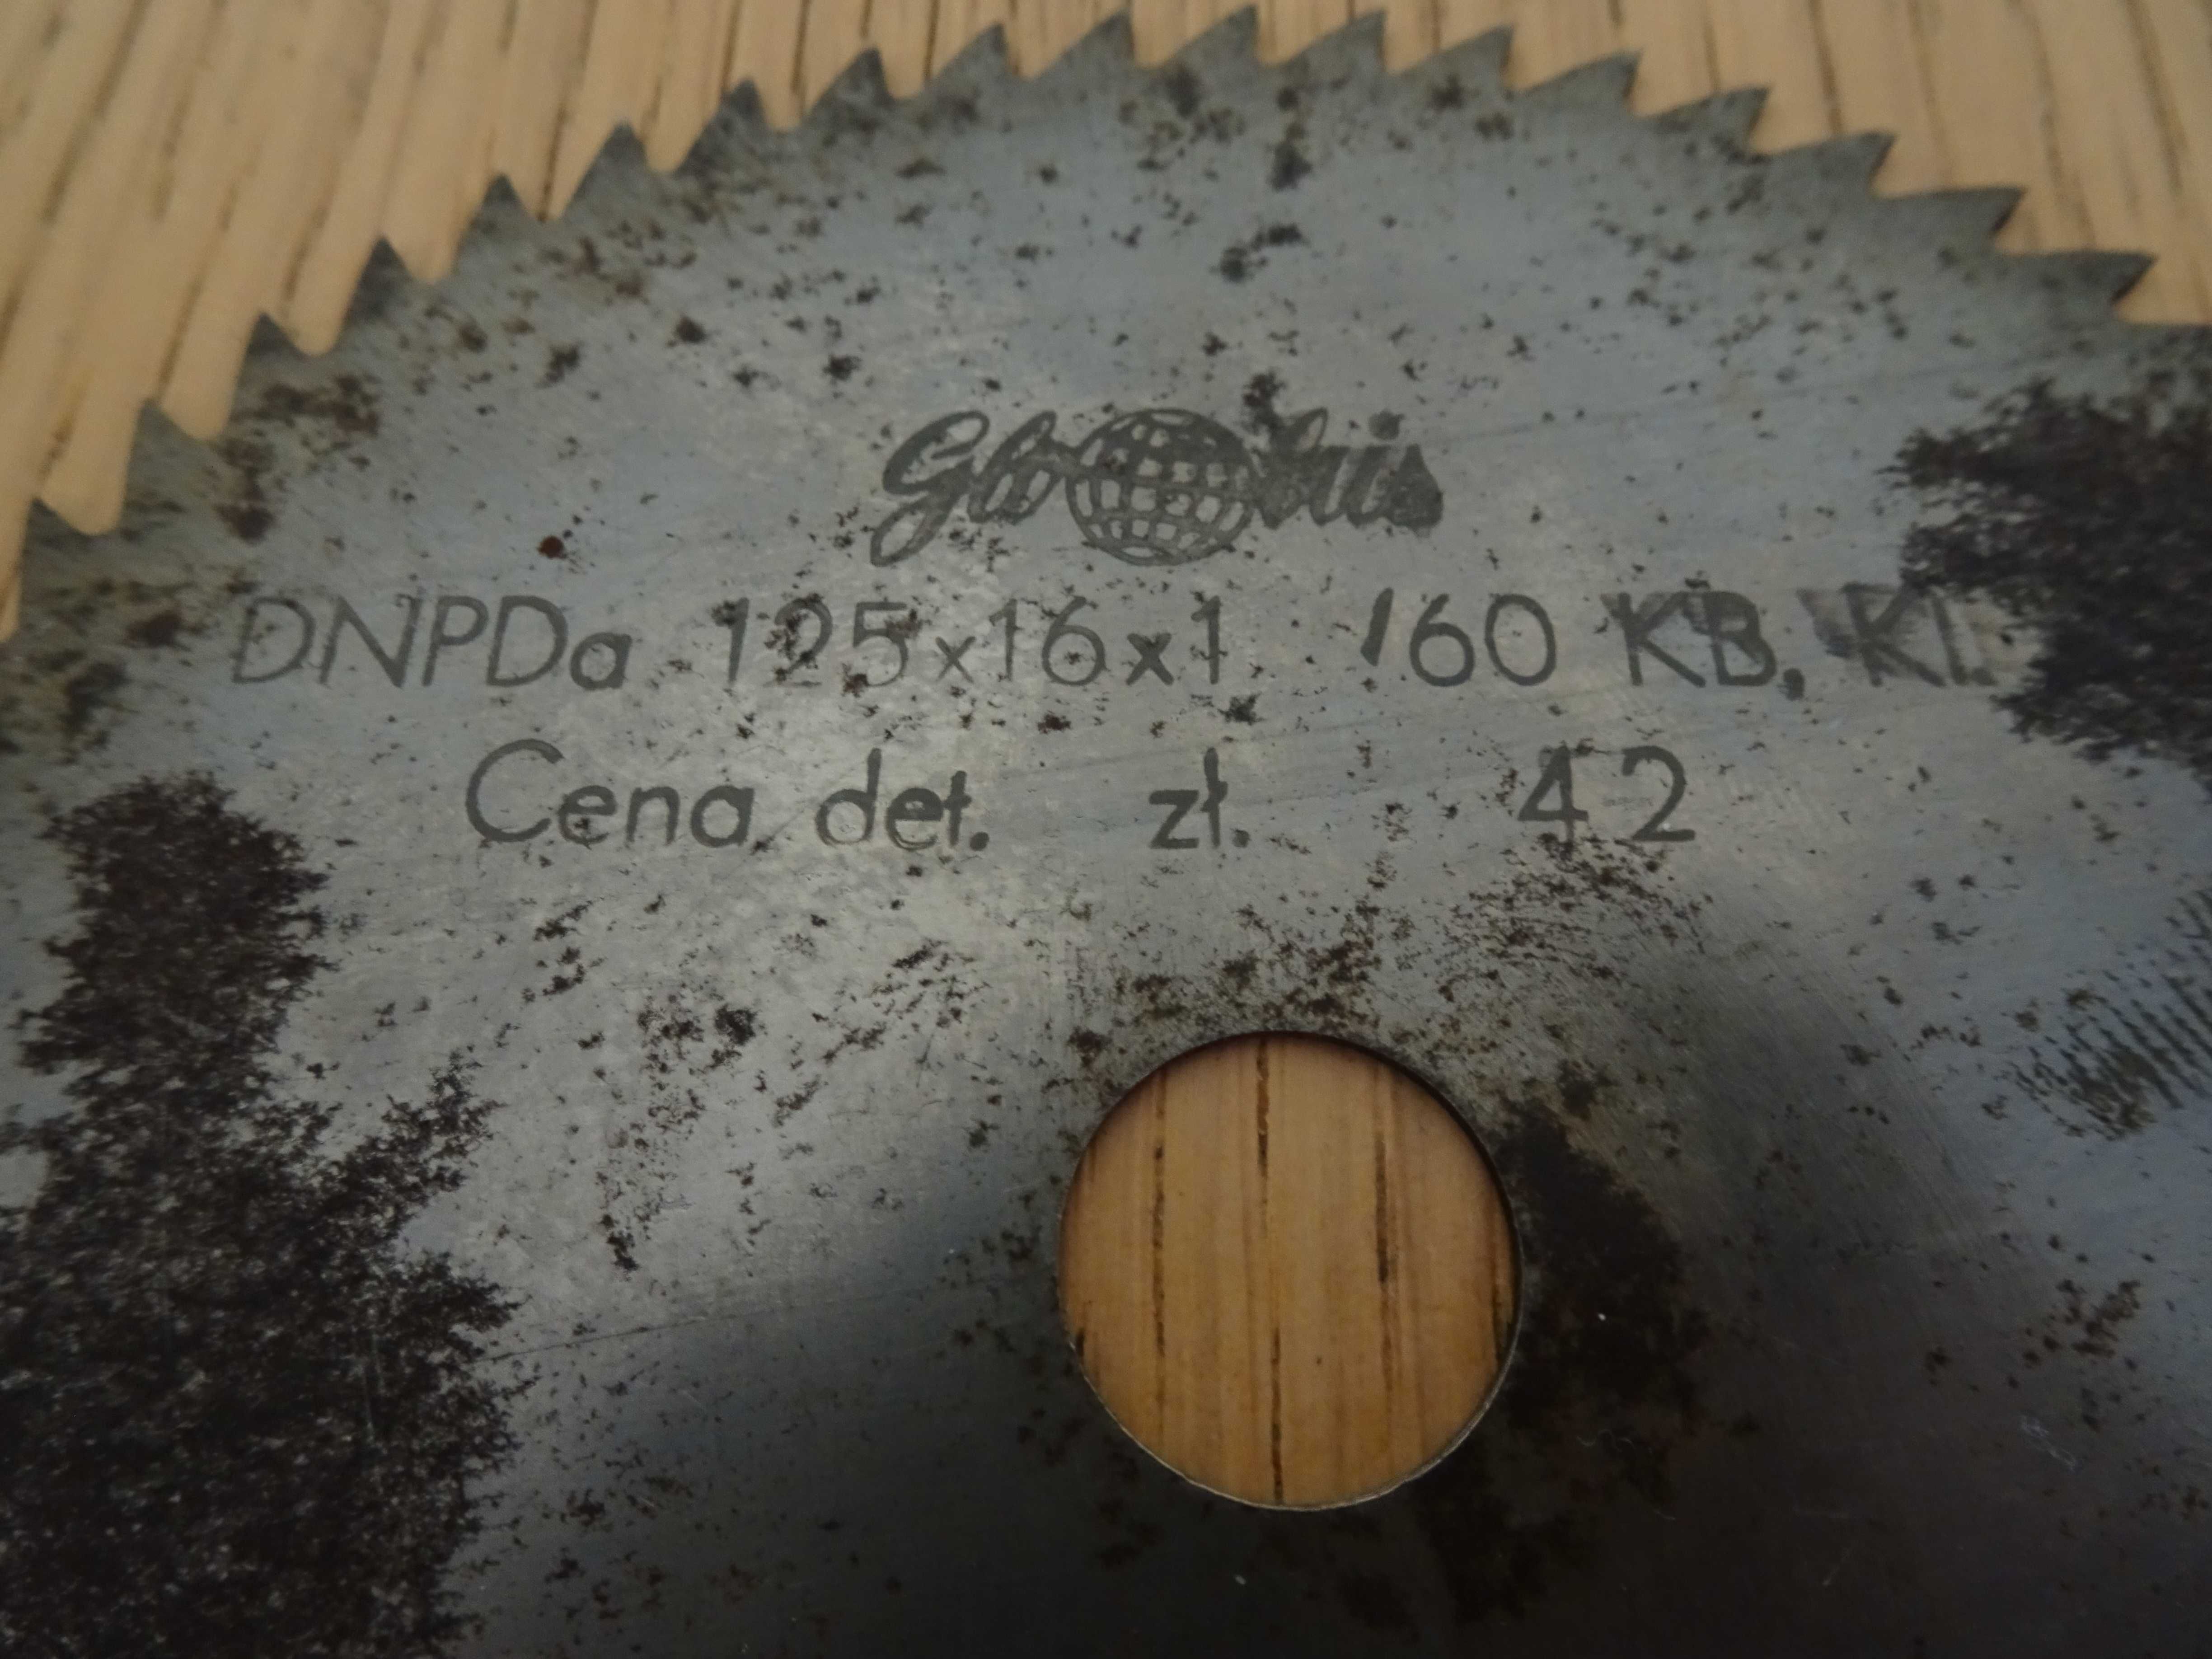 Globus
DNPDa 125x16x1 /60 KB. Kl.
Cena det. zł. 42